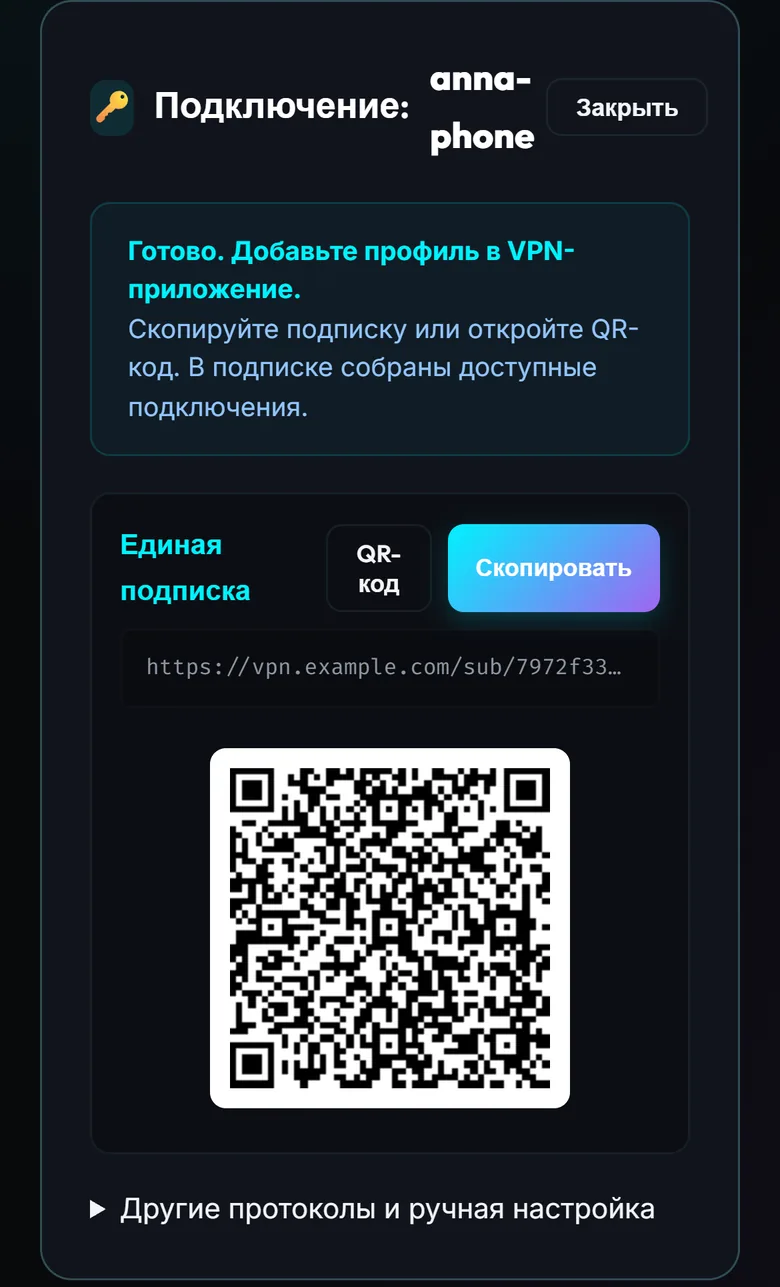 Подключение:
anna-
phone
Закрыть
Готово. Добавьте профиль в VPN-
приложение.
Скопируйте подписку или откройте QR-
код. В подписке собраны доступные
подключения.
Единая
подписка
QR-
код
Скопировать
https://vpn.example.com/sub/7972f33…
Другие протоколы и ручная настройка